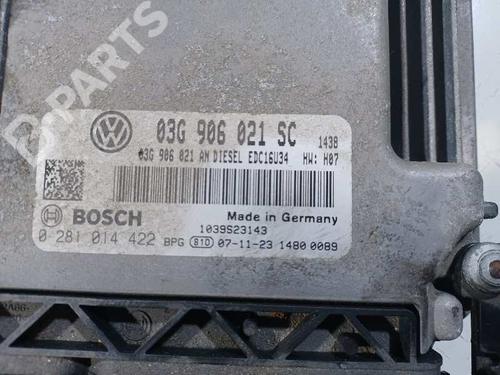 03G 906 021 SC 1438
03G 906 021 AN DIESEL EDC16U34 HW: H07
BOSCH
Made in Germany
1039S23143
0 281 014 422 BPG 810 07-11-23 1480 0089